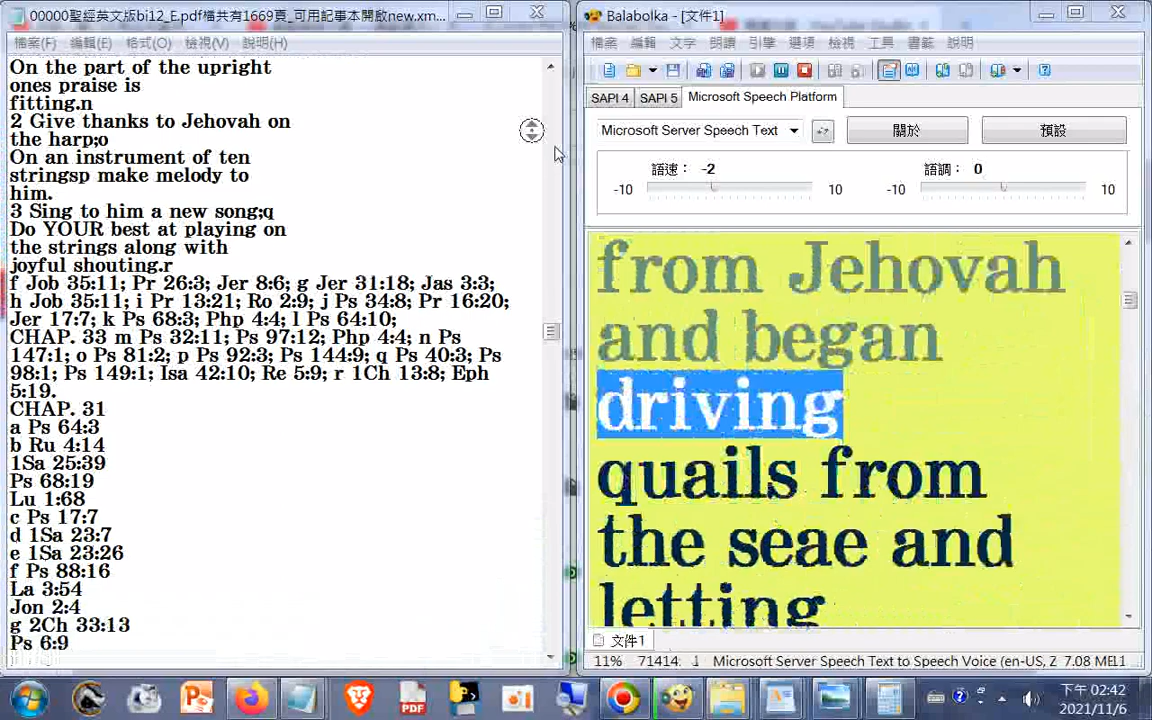 00000聖經英文版bi12_E.pdf檔共有1669頁_可用記事本開啟new.xm...
檔案(F) 編輯(E) 格式(O) 檢視(V) 說明(H)
On the part of the upright
ones praise is
fitting.n
2 Give thanks to Jehovah on
the harp;o
On an instrument of ten
stringsp make melody to
him.
3 Sing to him a new song;q
Do YOUR best at playing on
the strings along with
joyful shouting.r
f Job 35:11; Pr 26:3; Jer 8:6; g Jer 31:18; Jas 3:3;
h Job 35:11; i Pr 13:21; Ro 2:9; j Ps 34:8; Pr 16:20;
Jer 17:7; k Ps 68:3; Php 4:4; l Ps 64:10;
CHAP. 33 m Ps 32:11; Ps 97:12; Php 4:4; n Ps
147:1; o Ps 81:2; p Ps 92:3; Ps 144:9; q Ps 40:3; Ps
98:1; Ps 149:1; Isa 42:10; Re 5:9; r 1Ch 13:8; Eph
5:19.
CHAP. 31
a Ps 64:3
b Ru 4:14
1Sa 25:39
Ps 68:19
Lu 1:68
c Ps 17:7
d 1Sa 23:7
e 1Sa 23:26
f Ps 88:16
La 3:54
Jon 2:4
g 2Ch 33:13
Ps 6:9
Balabolka - [文件1]
檔案 編輯 文字 朗讀 引擎 選項 檢視 工具 書籤 說明
SAPI 4 SAPI 5 Microsoft Speech Platform
Microsoft Server Speech Text 關於 預設
語速： -2 語調： 0
-10 10 -10 10
from Jehovah
and began
driving
quails from
the seae and
letting
文件1
11% 71414 Microsoft Server Speech Text to Speech Voice (en-US, Z 7.08 ME
下午 02:42
2021/11/6